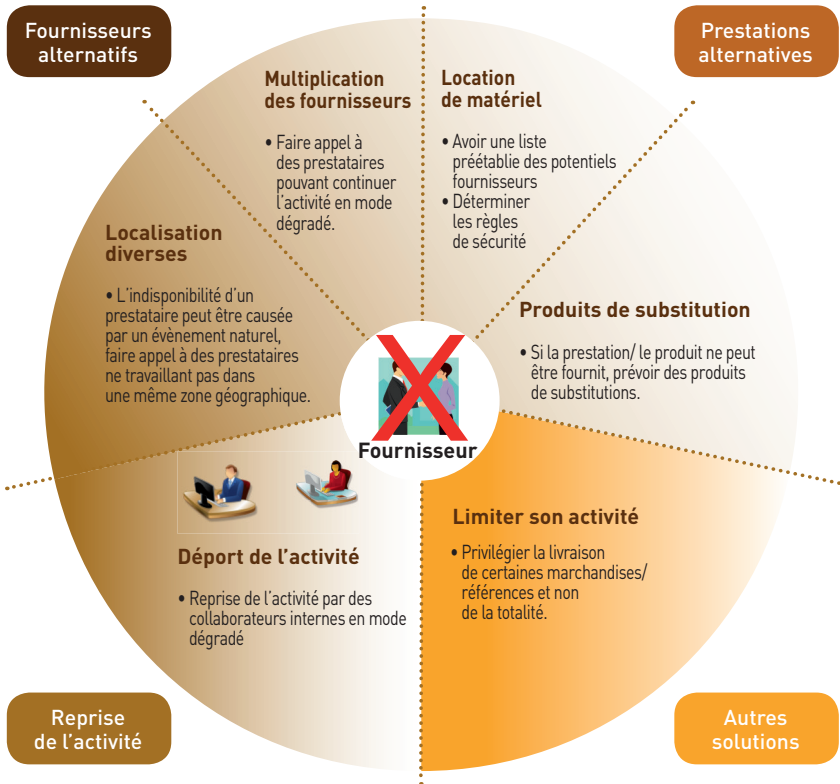 Fournisseurs
alternatifs
Prestations
alternatives
Multiplication
des fournisseurs
• Faire appel à
des prestataires
pouvant continuer
l’activité en mode
dégradé.
Location
de matériel
• Avoir une liste
préétablie des potentiels
fournisseurs
• Déterminer
les règles
de sécurité
Localisation
diverses
• L’indisponibilité d’un
prestataire peut être causée
par un évènement naturel,
faire appel à des prestataires
ne travaillant pas dans
une même zone géographique.
Produits de substitution
• Si la prestation/ le produit ne peut
être fournit, prévoir des produits
de substitutions.
Fournisseur
Déport de l’activité
• Reprise de l’activité par des
collaborateurs internes en mode
dégradé
Limiter son activité
• Privilégier la livraison
de certaines marchandises/
références et non
de la totalité.
Reprise
de l’activité
Autres
solutions